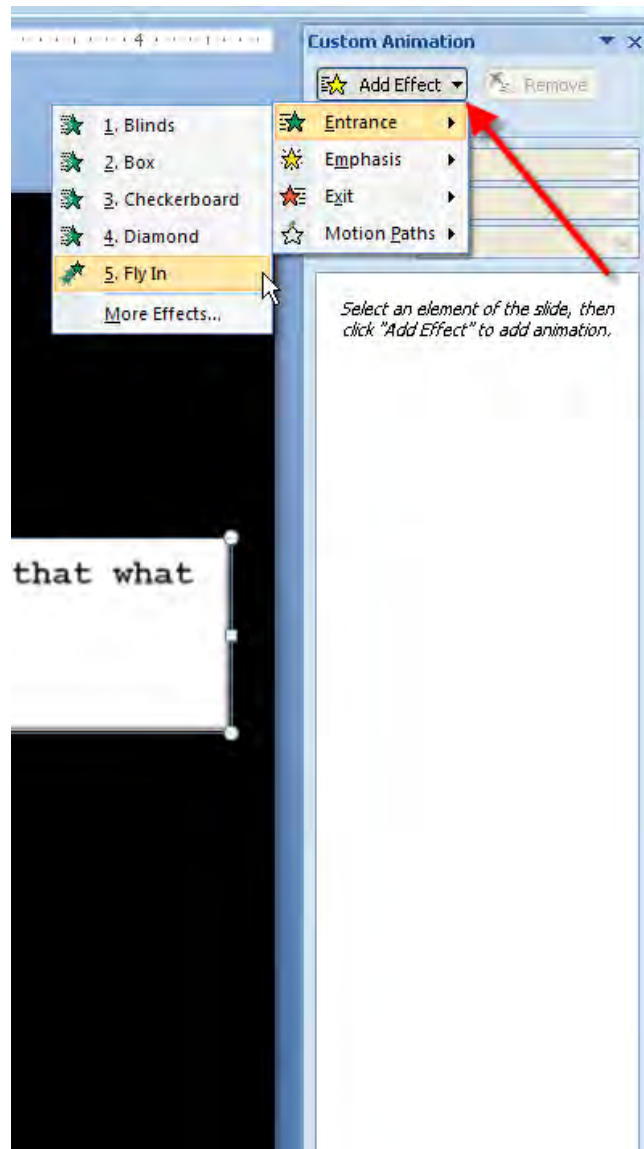 4
Custom Animation
Add Effect
Remove
1. Blinds
2. Box
3. Checkerboard
4. Diamond
5. Fly In
More Effects...
Entrance
Emphasis
Exit
Motion Paths
Select an element of the slide, then
click "Add Effect" to add animation.
that what